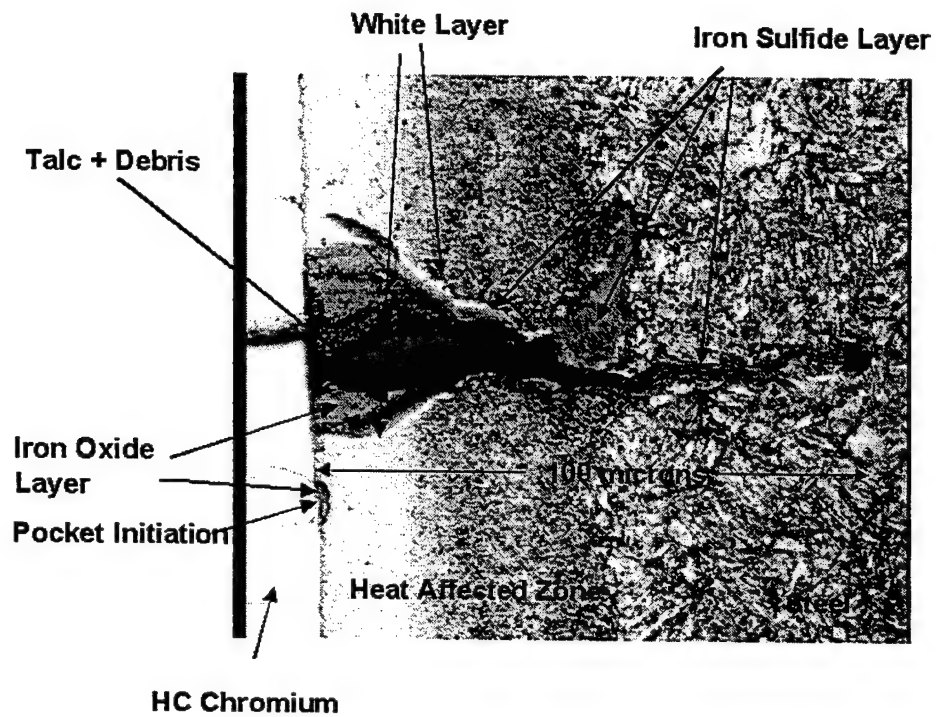 White Layer
Iron Sulfide Layer
Talc + Debris
Iron Oxide
Layer
100 microns
Pocket Initiation
Heat Affected Zone
Steel
HC Chromium